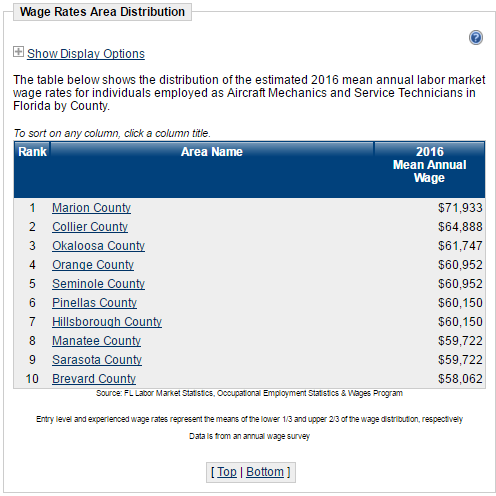 Wage Rates Area Distribution
Show Display Options
The table below shows the distribution of the estimated 2016 mean annual labor market
wage rates for individuals employed as Aircraft Mechanics and Service Technicians in
Florida by County.
To sort on any column, click a column title.
Rank Area Name 2016
Mean Annual
Wage
1 Marion County $71,933
2 Collier County $64,888
3 Okaloosa County $61,747
4 Orange County $60,952
5 Seminole County $60,952
6 Pinellas County $60,150
7 Hillsborough County $60,150
8 Manatee County $59,722
9 Sarasota County $59,722
10 Brevard County $58,062
Source: FL Labor Market Statistics, Occupational Employment Statistics & Wages Program
Entry level and experienced wage rates represent the means of the lower 1/3 and upper 2/3 of the wage distribution, respectively
Data is from an annual wage survey
[ Top | Bottom ]